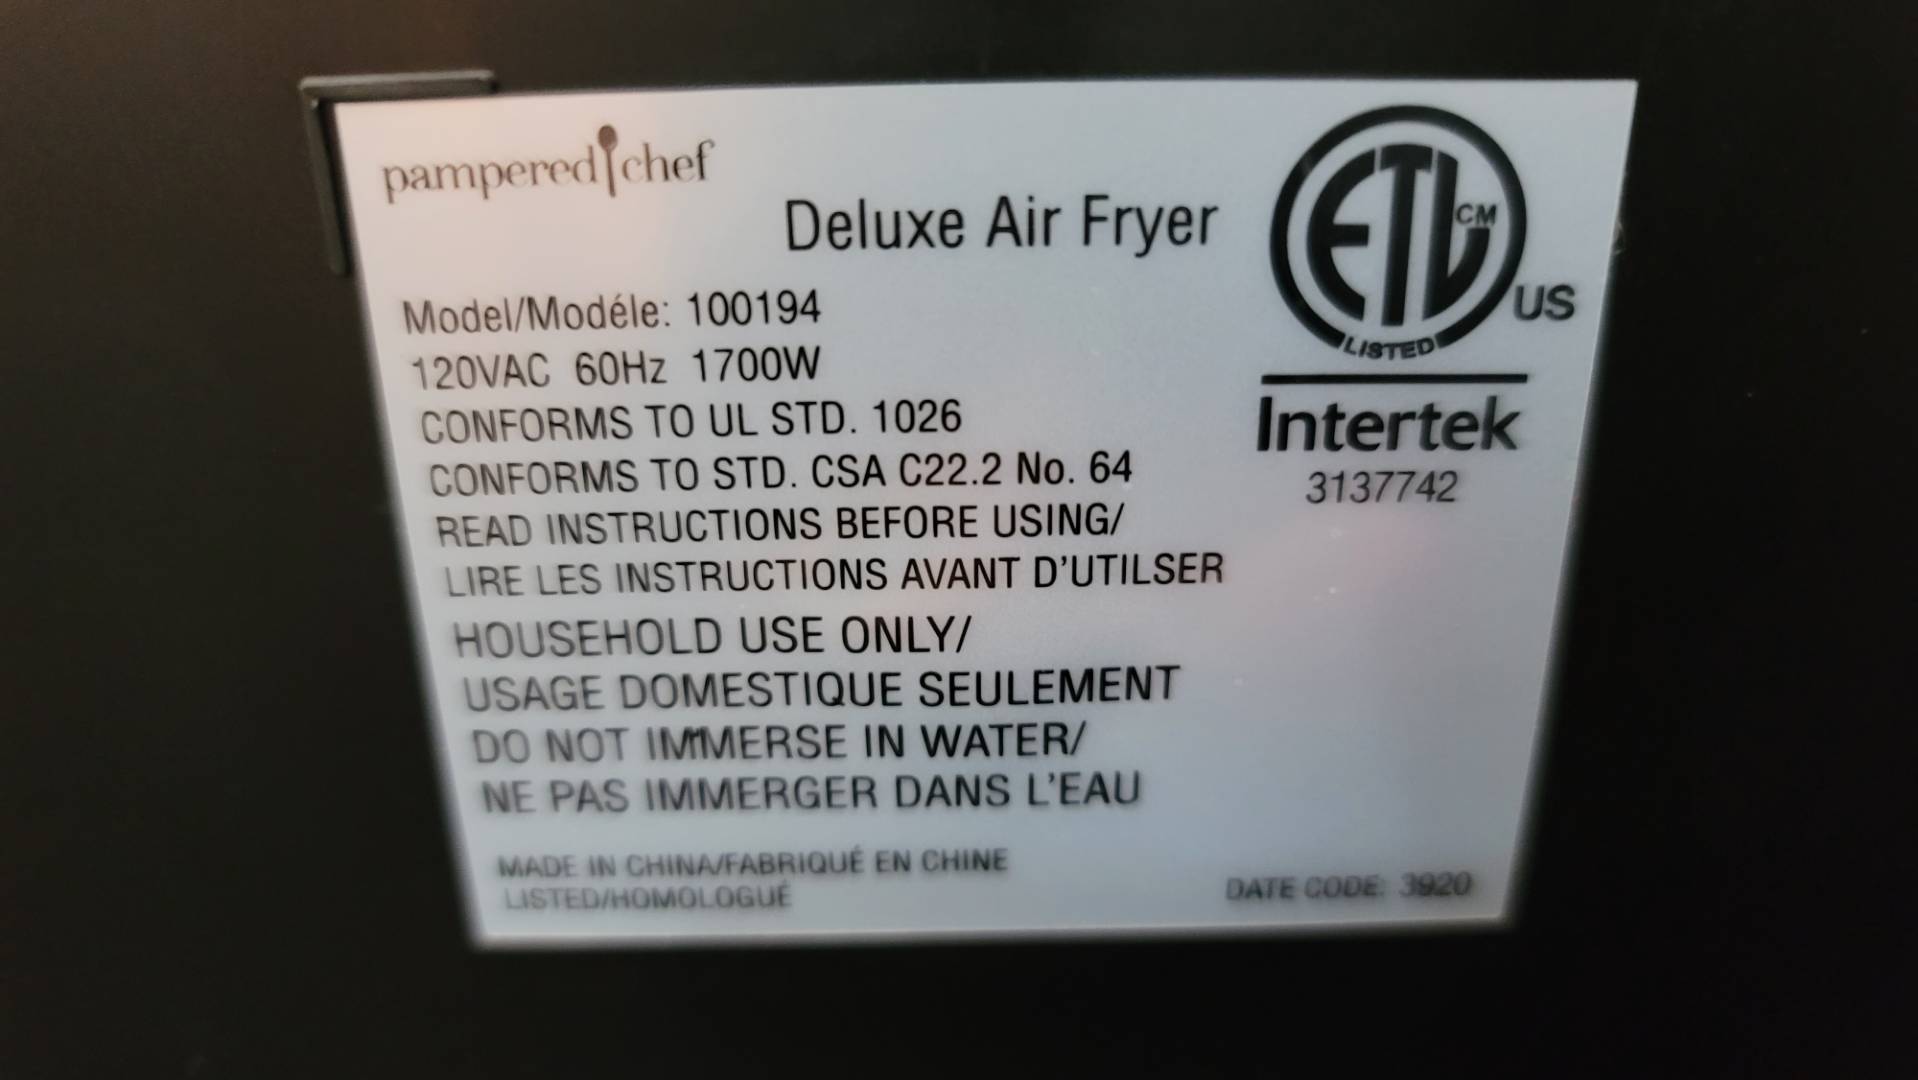 pampered chef
Deluxe Air Fryer
ETL CM
LISTED
US
Intertek
3137742
Model/Modéle: 100194
120VAC 60Hz 1700W
CONFORMS TO UL STD. 1026
CONFORMS TO STD. CSA C22.2 No. 64
READ INSTRUCTIONS BEFORE USING/
LIRE LES INSTRUCTIONS AVANT D'UTILSER
HOUSEHOLD USE ONLY/
USAGE DOMESTIQUE SEULEMENT
DO NOT IMMERSE IN WATER/
NE PAS IMMERGER DANS L'EAU
MADE IN CHINA/FABRIQUÉ EN CHINE
LISTED/HOMOLOGUÉ
DATE CODE: 3920